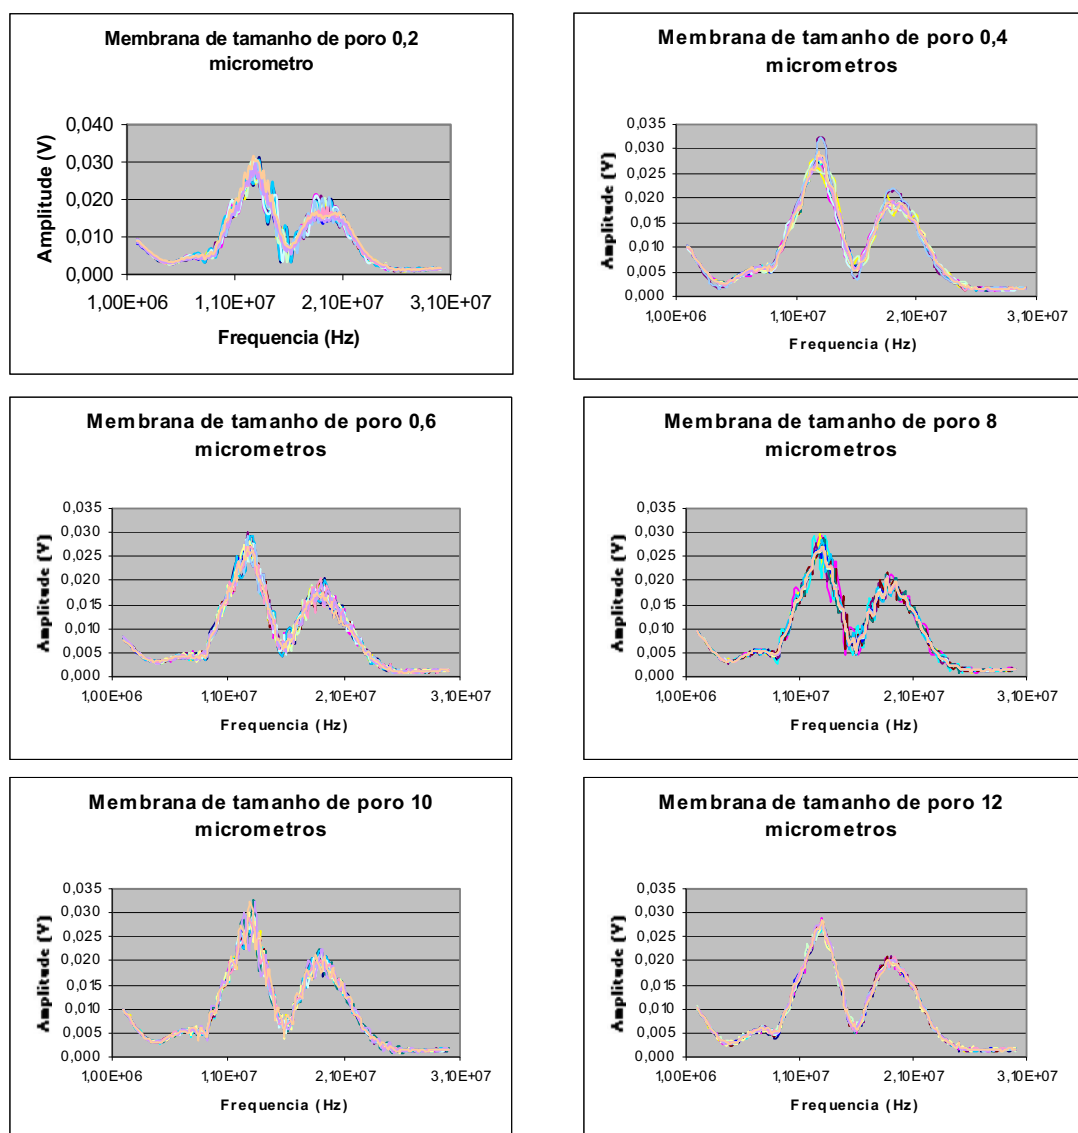 Membrana de tamanho de poro 0,2
micrometro
Amplitude (V)
0,040
0,030
0,020
0,010
0,000
1,00E+06 1,10E+07 2,10E+07 3,10E+07
Frequencia (Hz)
Membrana de tamanho de poro 0,4
micrometros
Amplitude (V)
0,035
0,030
0,025
0,020
0,015
0,010
0,005
0,000
1,00E+06 1,10E+07 2,10E+07 3,10E+07
Frequencia (Hz)
Membrana de tamanho de poro 0,6
micrometros
Amplitude (V)
0,035
0,030
0,025
0,020
0,015
0,010
0,005
0,000
1,00E+06 1,10E+07 2,10E+07 3,10E+07
Frequencia (Hz)
Membrana de tamanho de poro 8
micrometros
Amplitude (V)
0,035
0,030
0,025
0,020
0,015
0,010
0,005
0,000
1,00E+06 1,10E+07 2,10E+07 3,10E+07
Frequencia (Hz)
Membrana de tamanho de poro 10
micrometros
Amplitude (V)
0,035
0,030
0,025
0,020
0,015
0,010
0,005
0,000
1,00E+06 1,10E+07 2,10E+07 3,10E+07
Frequencia (Hz)
Membrana de tamanho de poro 12
micrometros
Amplitude (V)
0,035
0,030
0,025
0,020
0,015
0,010
0,005
0,000
1,00E+06 1,10E+07 2,10E+07 3,10E+07
Frequencia (Hz)